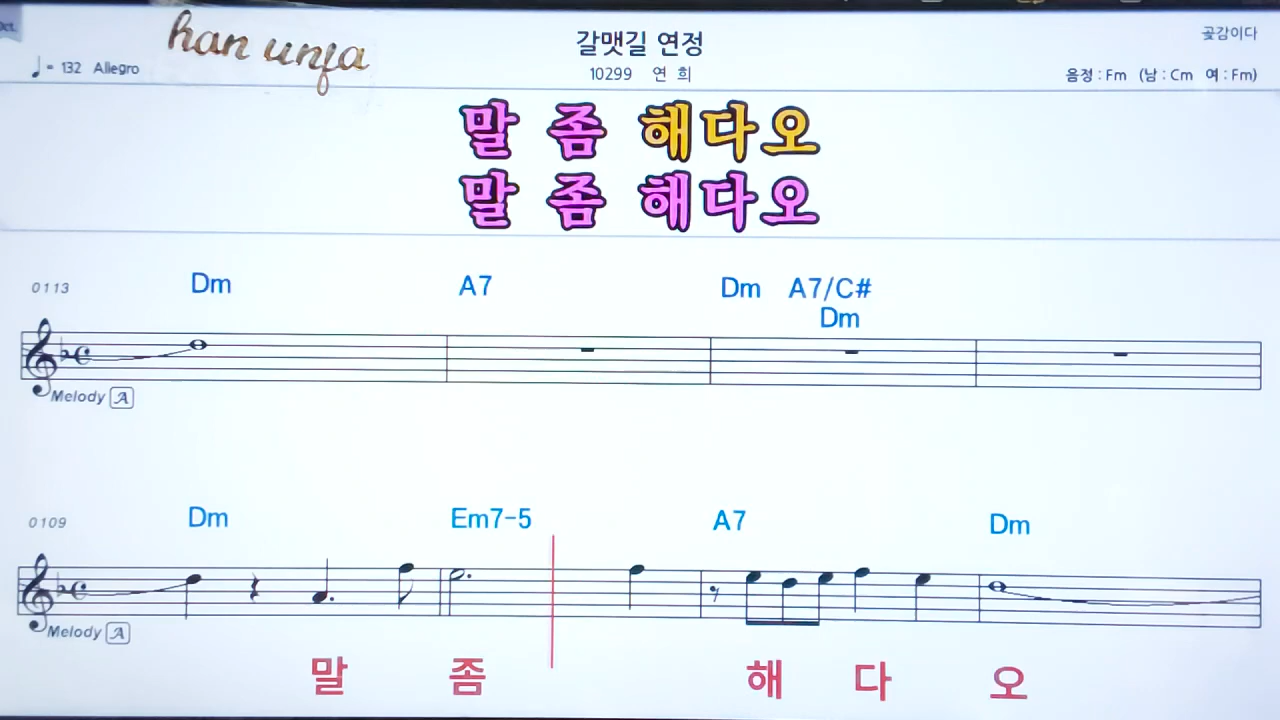 Oct.
han unja
갈맷길 연정
곶감이다
♩= 132 Allegro
10299 연 희
음정 : Fm (남 : Cm 여 : Fm)
말 좀 해다오
말 좀 해다오
0113 Dm A7 Dm A7/C#
Dm
Melody A
0109 Dm Em7-5 A7 Dm
Melody A
말 좀 해 다 오